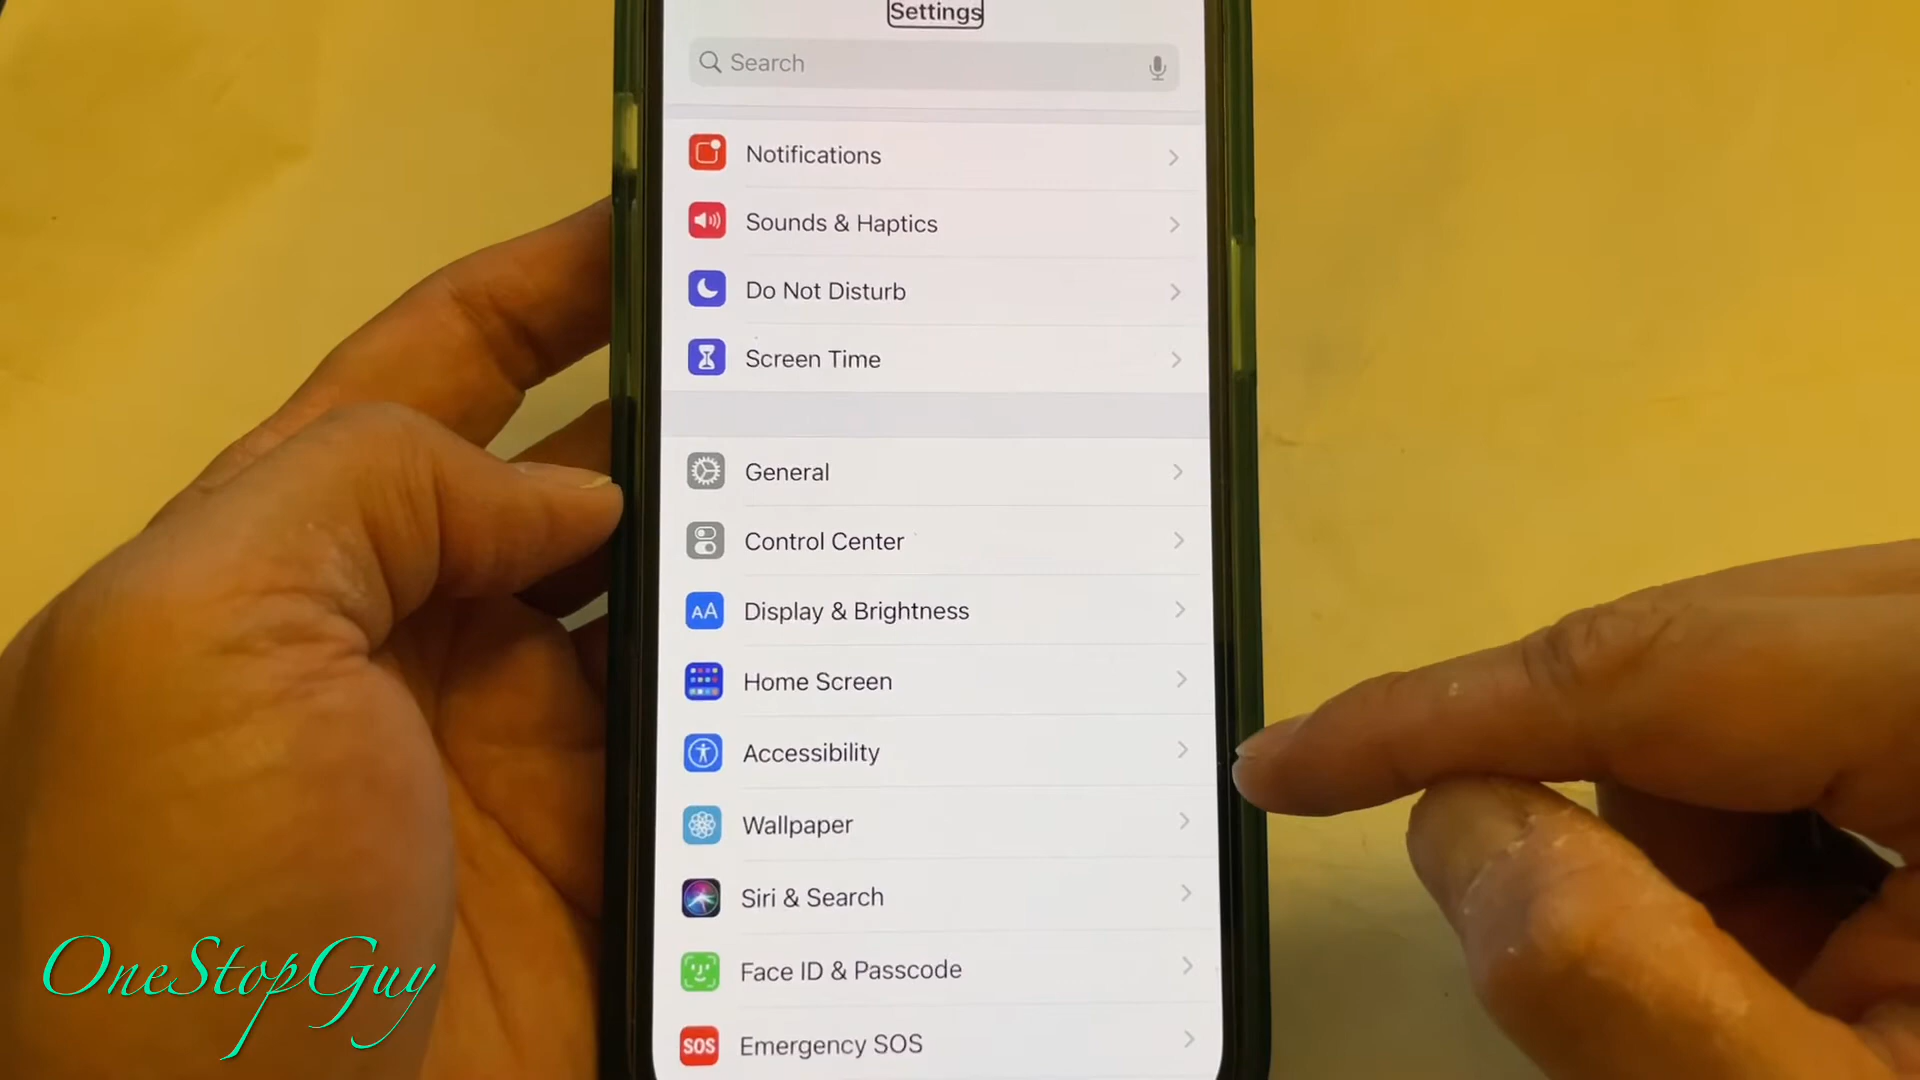 Settings
Search
Notifications
Sounds & Haptics
Do Not Disturb
Screen Time
General
Control Center
AA Display & Brightness
Home Screen
Accessibility
Wallpaper
Siri & Search
Face ID & Passcode
SOS Emergency SOS
OneStopGuy